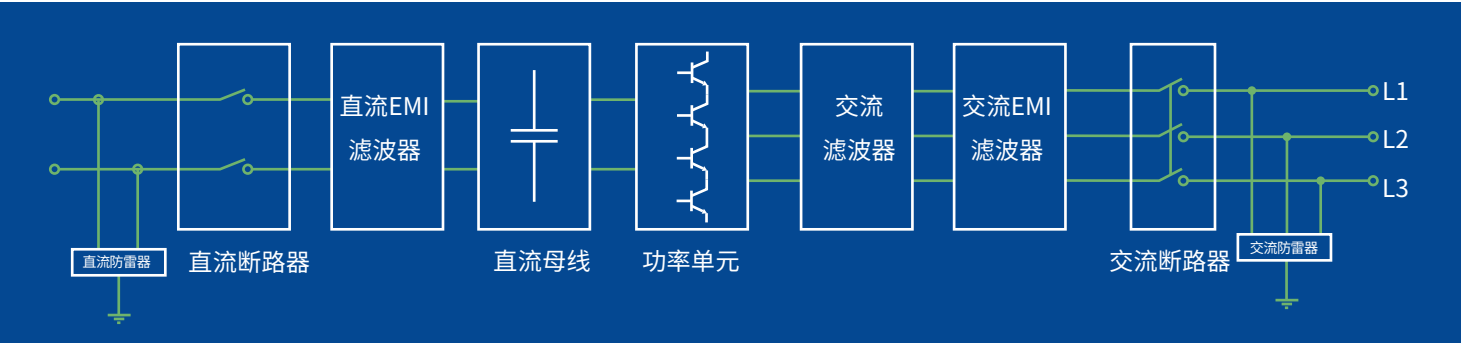 直流EMI
滤波器
交流
滤波器
交流EMI
滤波器
L1
L2
L3
直流防雷器
直流断路器
直流母线
功率单元
交流断路器
交流防雷器